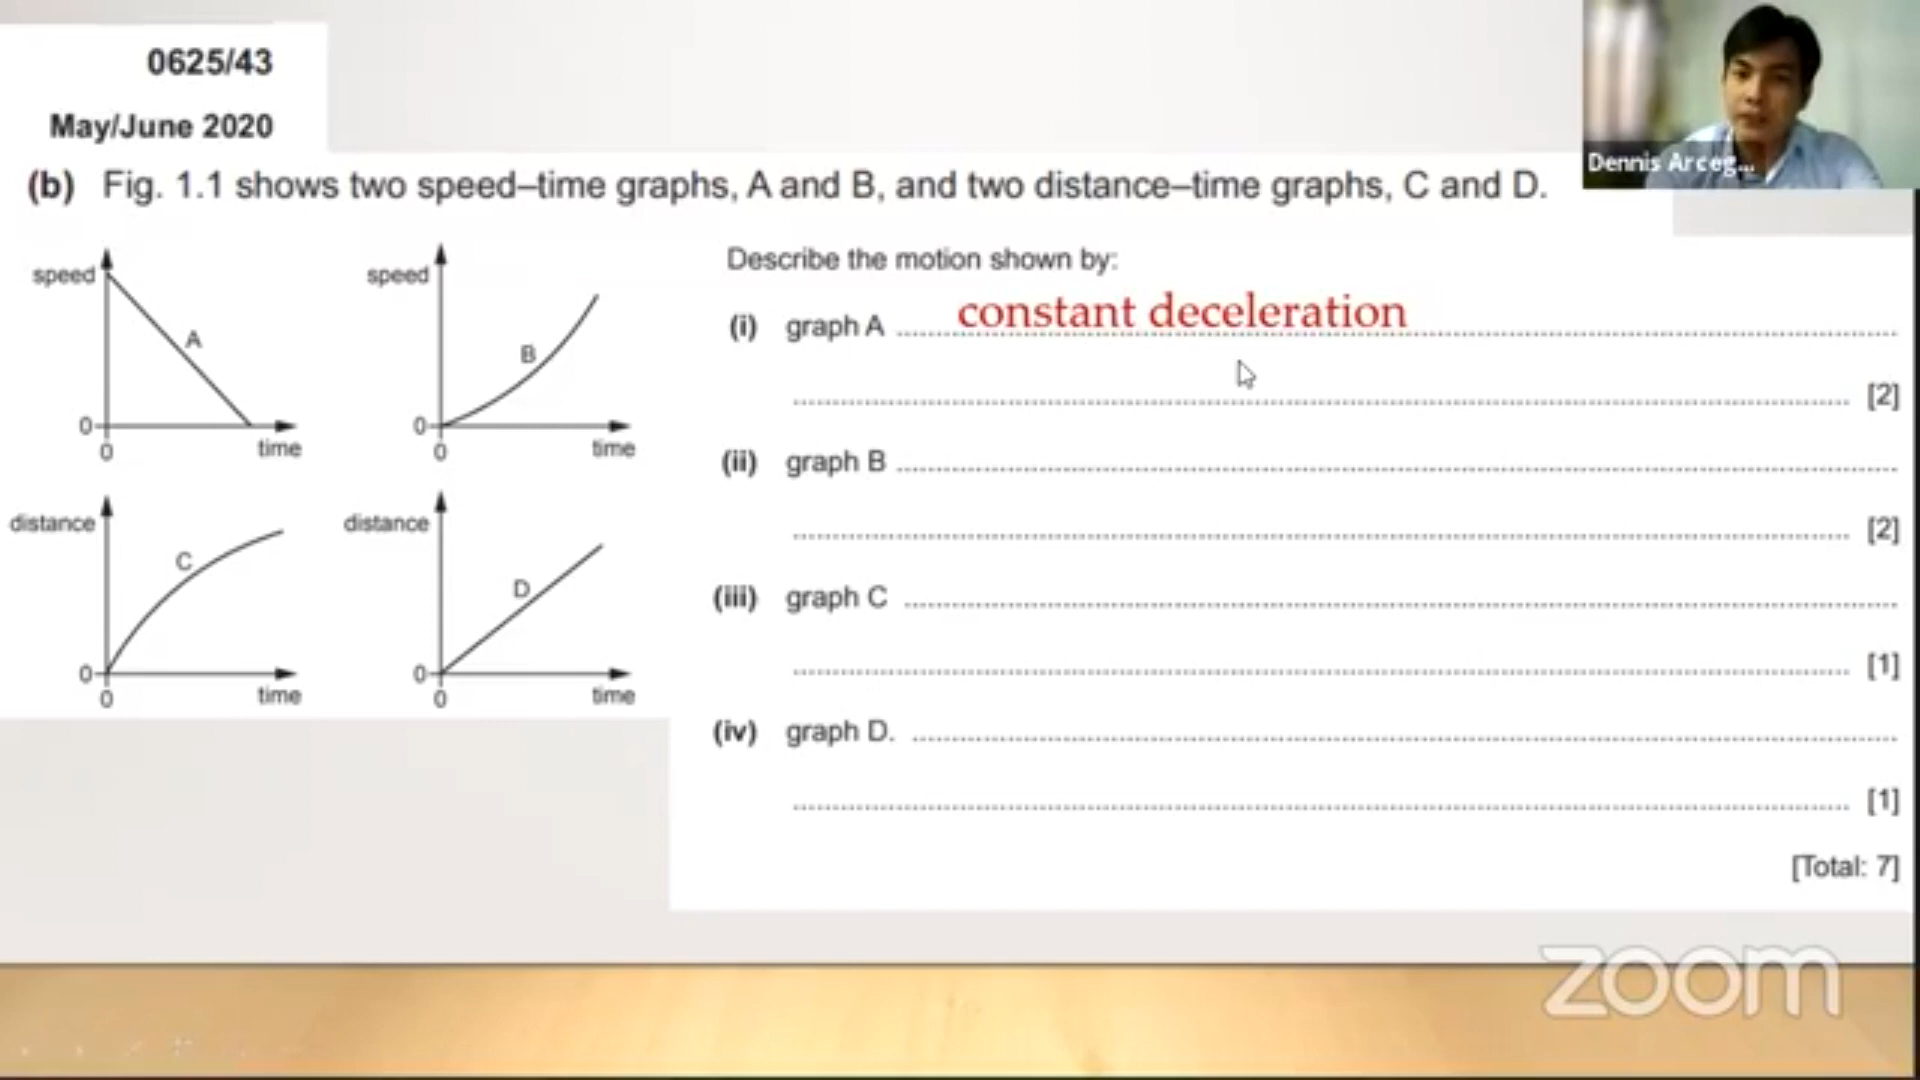 0625/43
May/June 2020
Dennis Arceg...
(b) Fig. 1.1 shows two speed–time graphs, A and B, and two distance–time graphs, C and D.
speed
A
0
0
time
speed
B
0
0
time
distance
C
0
0
time
distance
D
0
0
time
Describe the motion shown by:
(i) graph A constant deceleration
[2]
(ii) graph B
[2]
(iii) graph C
[1]
(iv) graph D.
[1]
[Total: 7]
zoom